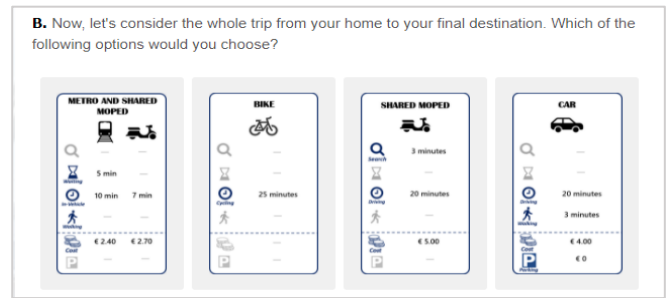 B. Now, let's consider the whole trip from your home to your final destination. Which of the
following options would you choose?
METRO AND SHARED
MOPED
— —
5 min —
Waiting
10 min 7 min
In-Vehicle
— —
Walking
€ 2.40 € 2.70
Cost
— —
BIKE
—
—
25 minutes
Cycling
—
—
—
SHARED MOPED
3 minutes
Search
—
20 minutes
Driving
—
€ 5.00
Cost
—
CAR
—
—
20 minutes
Driving
3 minutes
Walking
€ 4.00
Cost
€ 0
P
Parking